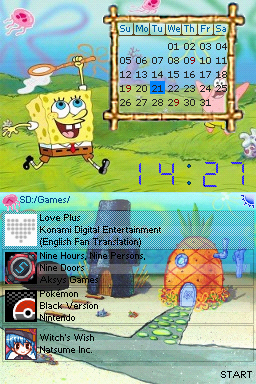 Su Mo Tu We Th Fr Sa
01 02 03 04
05 06 07 08 09 10 11
12 13 14 15 16 17 18
19 20 21 22 23 24 25
26 27 28 29 30 31
14:27
SD:/Games/
Love Plus
Konami Digital Entertainment
(English Fan Translation)
Nine Hours, Nine Persons,
Nine Doors
Aksys Games
Pokémon
Black Version
Nintendo
Witch's Wish
Natsume Inc.
START